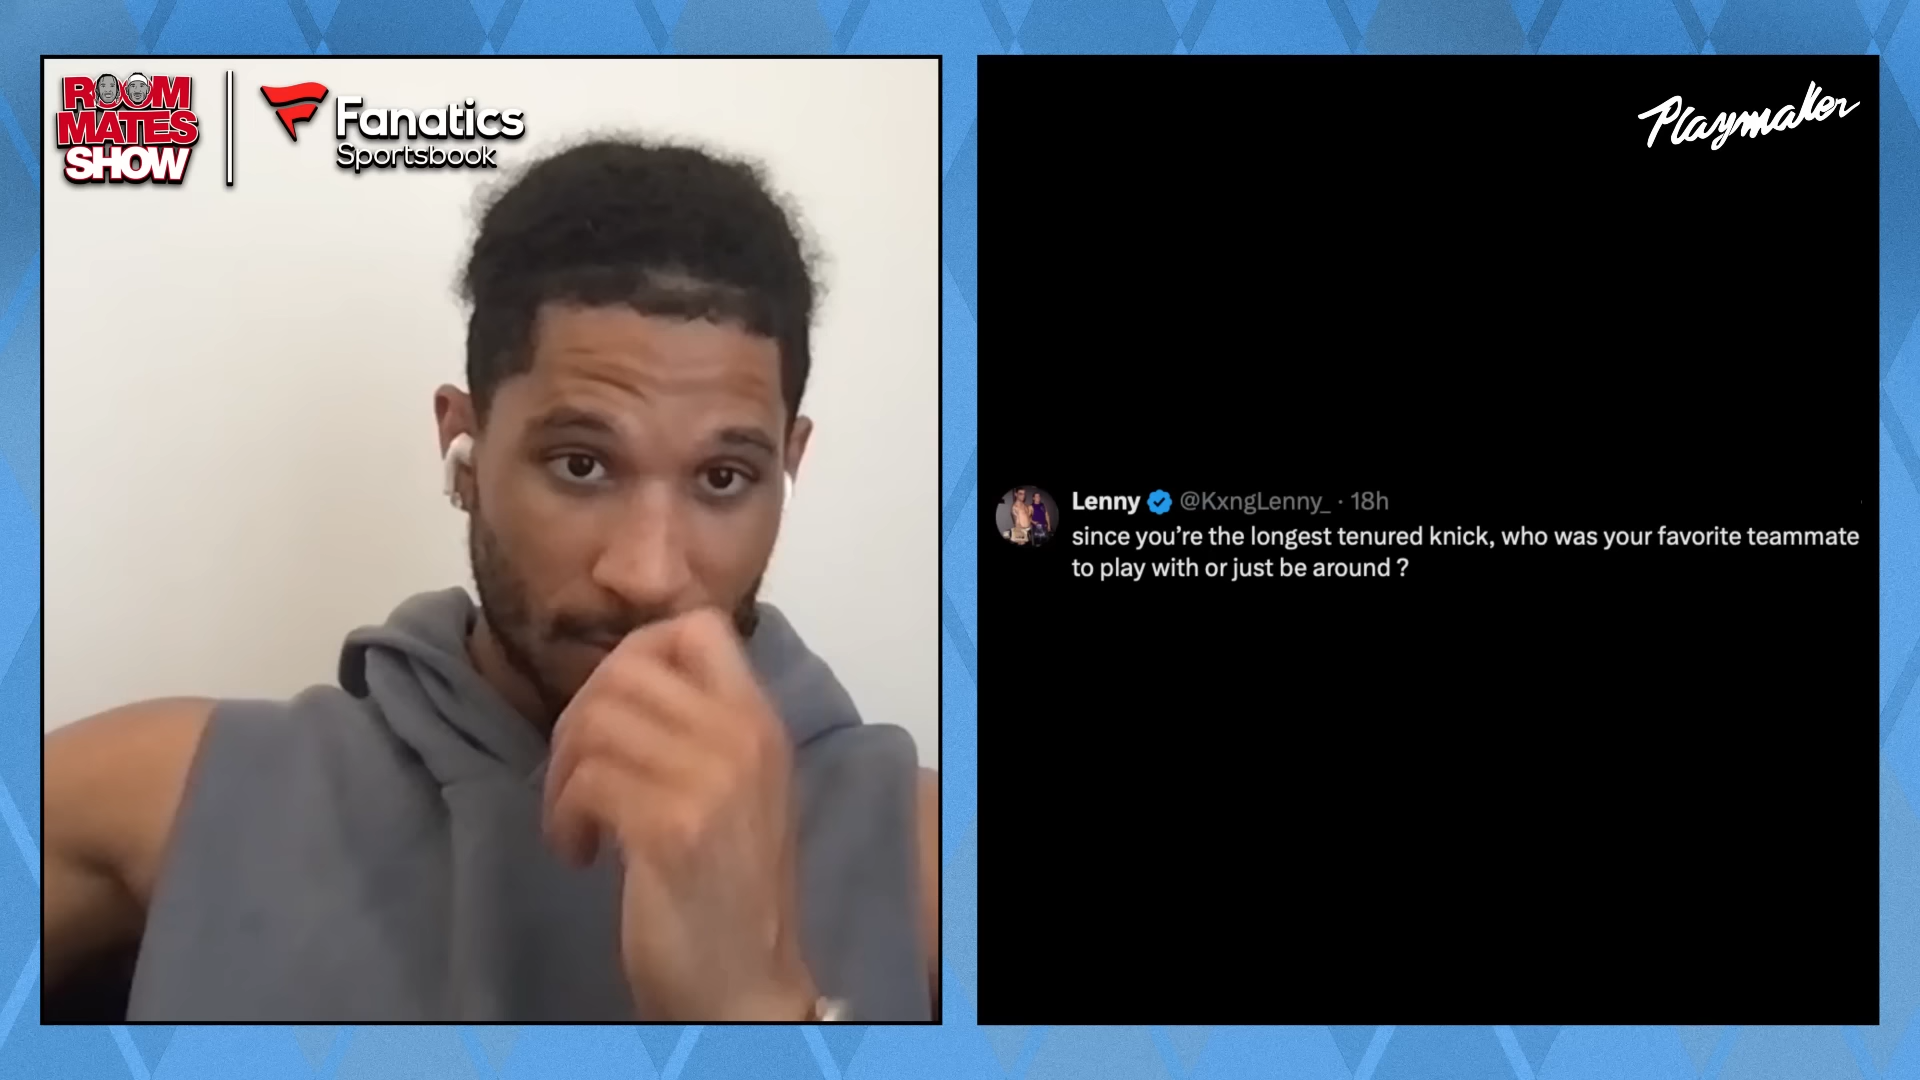 ROOM
MATES
SHOW
Fanatics
Sportsbook
Playmaker
Lenny @KxngLenny_ · 18h
since you’re the longest tenured knick, who was your favorite teammate
to play with or just be around ?